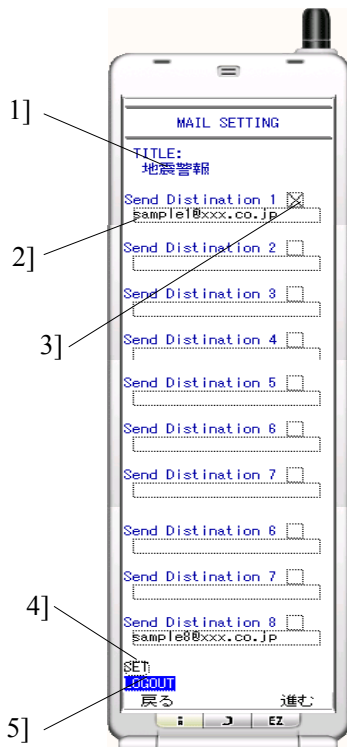 MAIL SETTING
1]
TITLE:
地震警報
Send Distination 1
sample1@xxx.co.jp
2]
Send Distination 2
Send Distination 3
3]
Send Distination 4
Send Distination 5
Send Distination 6
Send Distination 7
Send Distination 6
Send Distination 7
4]
Send Distination 8
sample8@xxx.co.jp
SET
LOGOUT
5]
戻る 進む
i J EZ